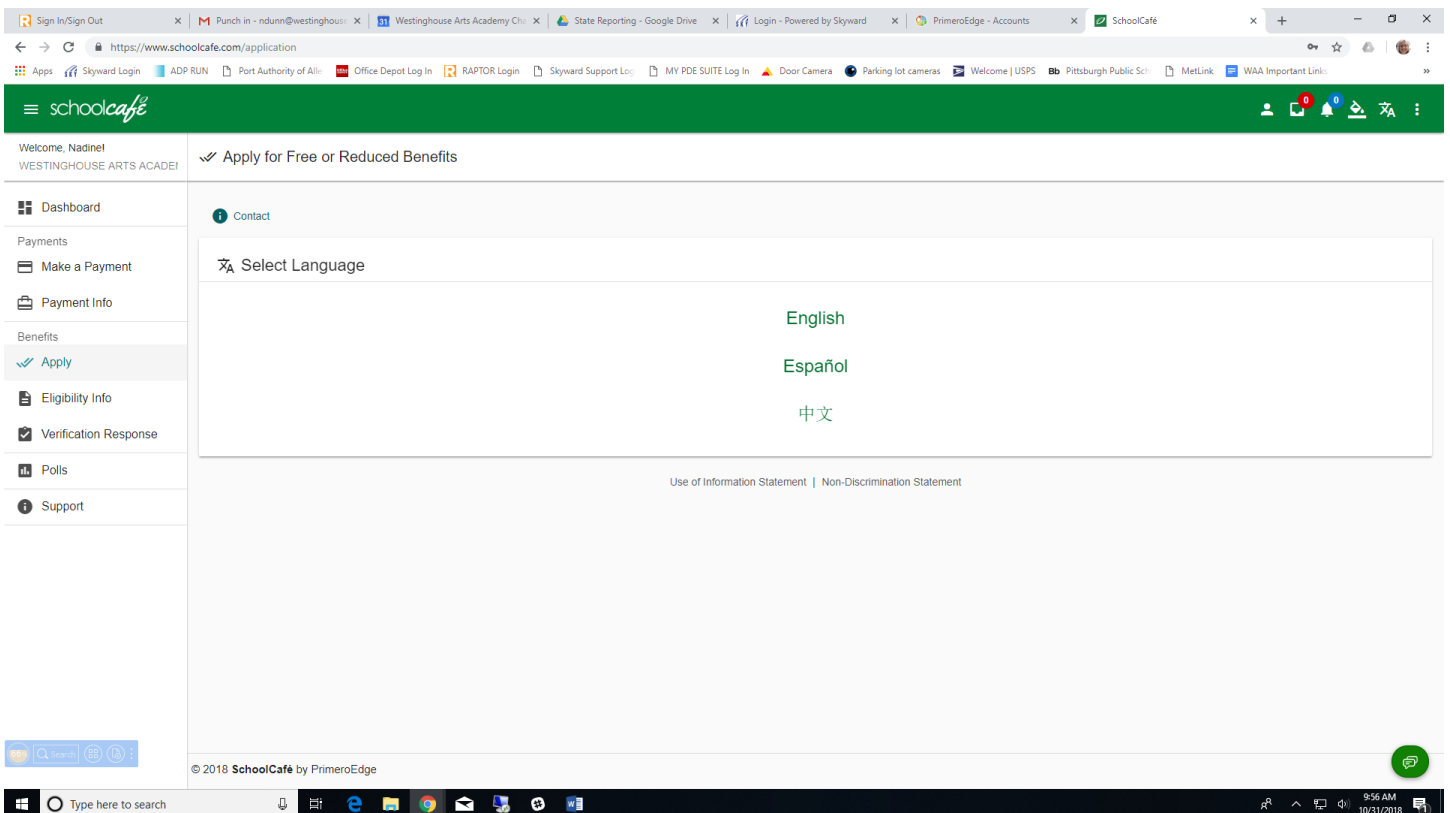 Sign In/Sign Out
Punch in - ndunn@westinghouse
Westinghouse Arts Academy Cha
State Reporting - Google Drive
Login - Powered by Skyward
PrimeroEdge - Accounts
SchoolCafé
https://www.schoolcafe.com/application
Apps
Skyward Login
ADP RUN
Port Authority of Alle
Office Depot Log In
RAPTOR Login
Skyward Support Log
MY PDE SUITE Log In
Door Camera
Parking lot cameras
Welcome | USPS
Bb Pittsburgh Public Sch
MetLink
WAA Important Links
schoolcafé
0
0
Welcome, Nadine!
WESTINGHOUSE ARTS ACADEM
Apply for Free or Reduced Benefits
Dashboard
Payments
Make a Payment
Payment Info
Benefits
Apply
Eligibility Info
Verification Response
Polls
Support
Contact
Select Language
English
Español
中文
Use of Information Statement | Non-Discrimination Statement
Search
© 2018 SchoolCafé by PrimeroEdge
Type here to search
9:56 AM
10/31/2018